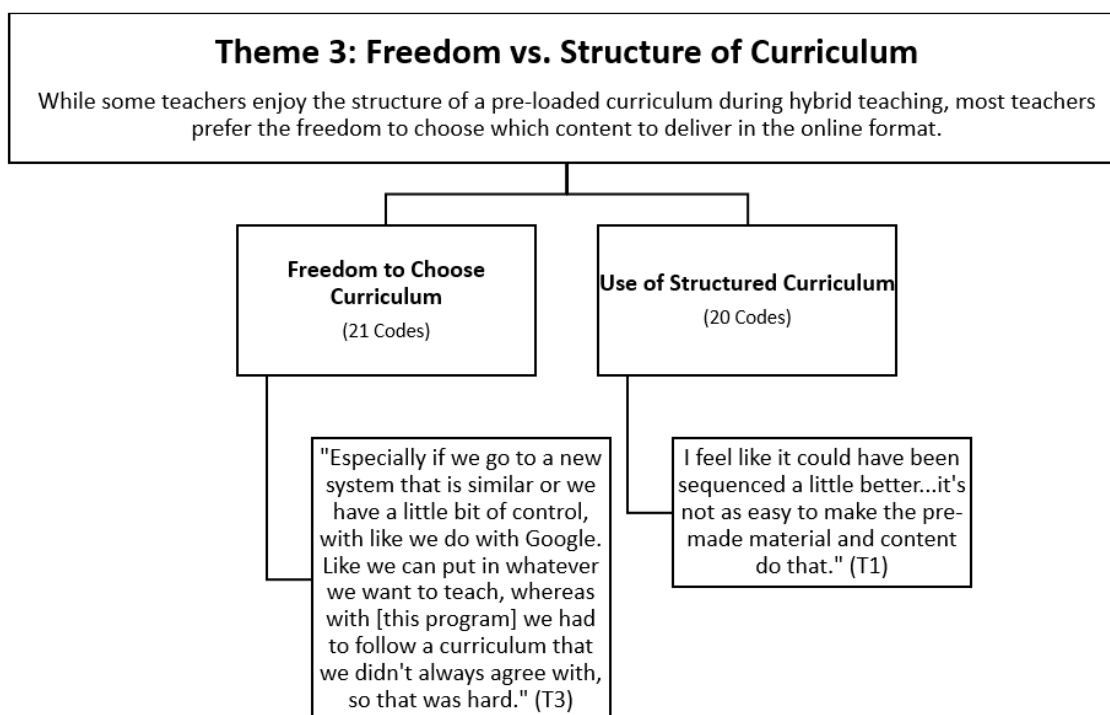 Theme 3: Freedom vs. Structure of Curriculum
While some teachers enjoy the structure of a pre-loaded curriculum during hybrid teaching, most teachers
prefer the freedom to choose which content to deliver in the online format.
Freedom to Choose
Curriculum
(21 Codes)
Use of Structured Curriculum
(20 Codes)
"Especially if we go to a new
system that is similar or we
have a little bit of control,
with like we do with Google.
Like we can put in whatever
we want to teach, whereas
with [this program] we had
to follow a curriculum that
we didn't always agree with,
so that was hard." (T3)
I feel like it could have been
sequenced a little better...it's
not as easy to make the pre-
made material and content
do that." (T1)